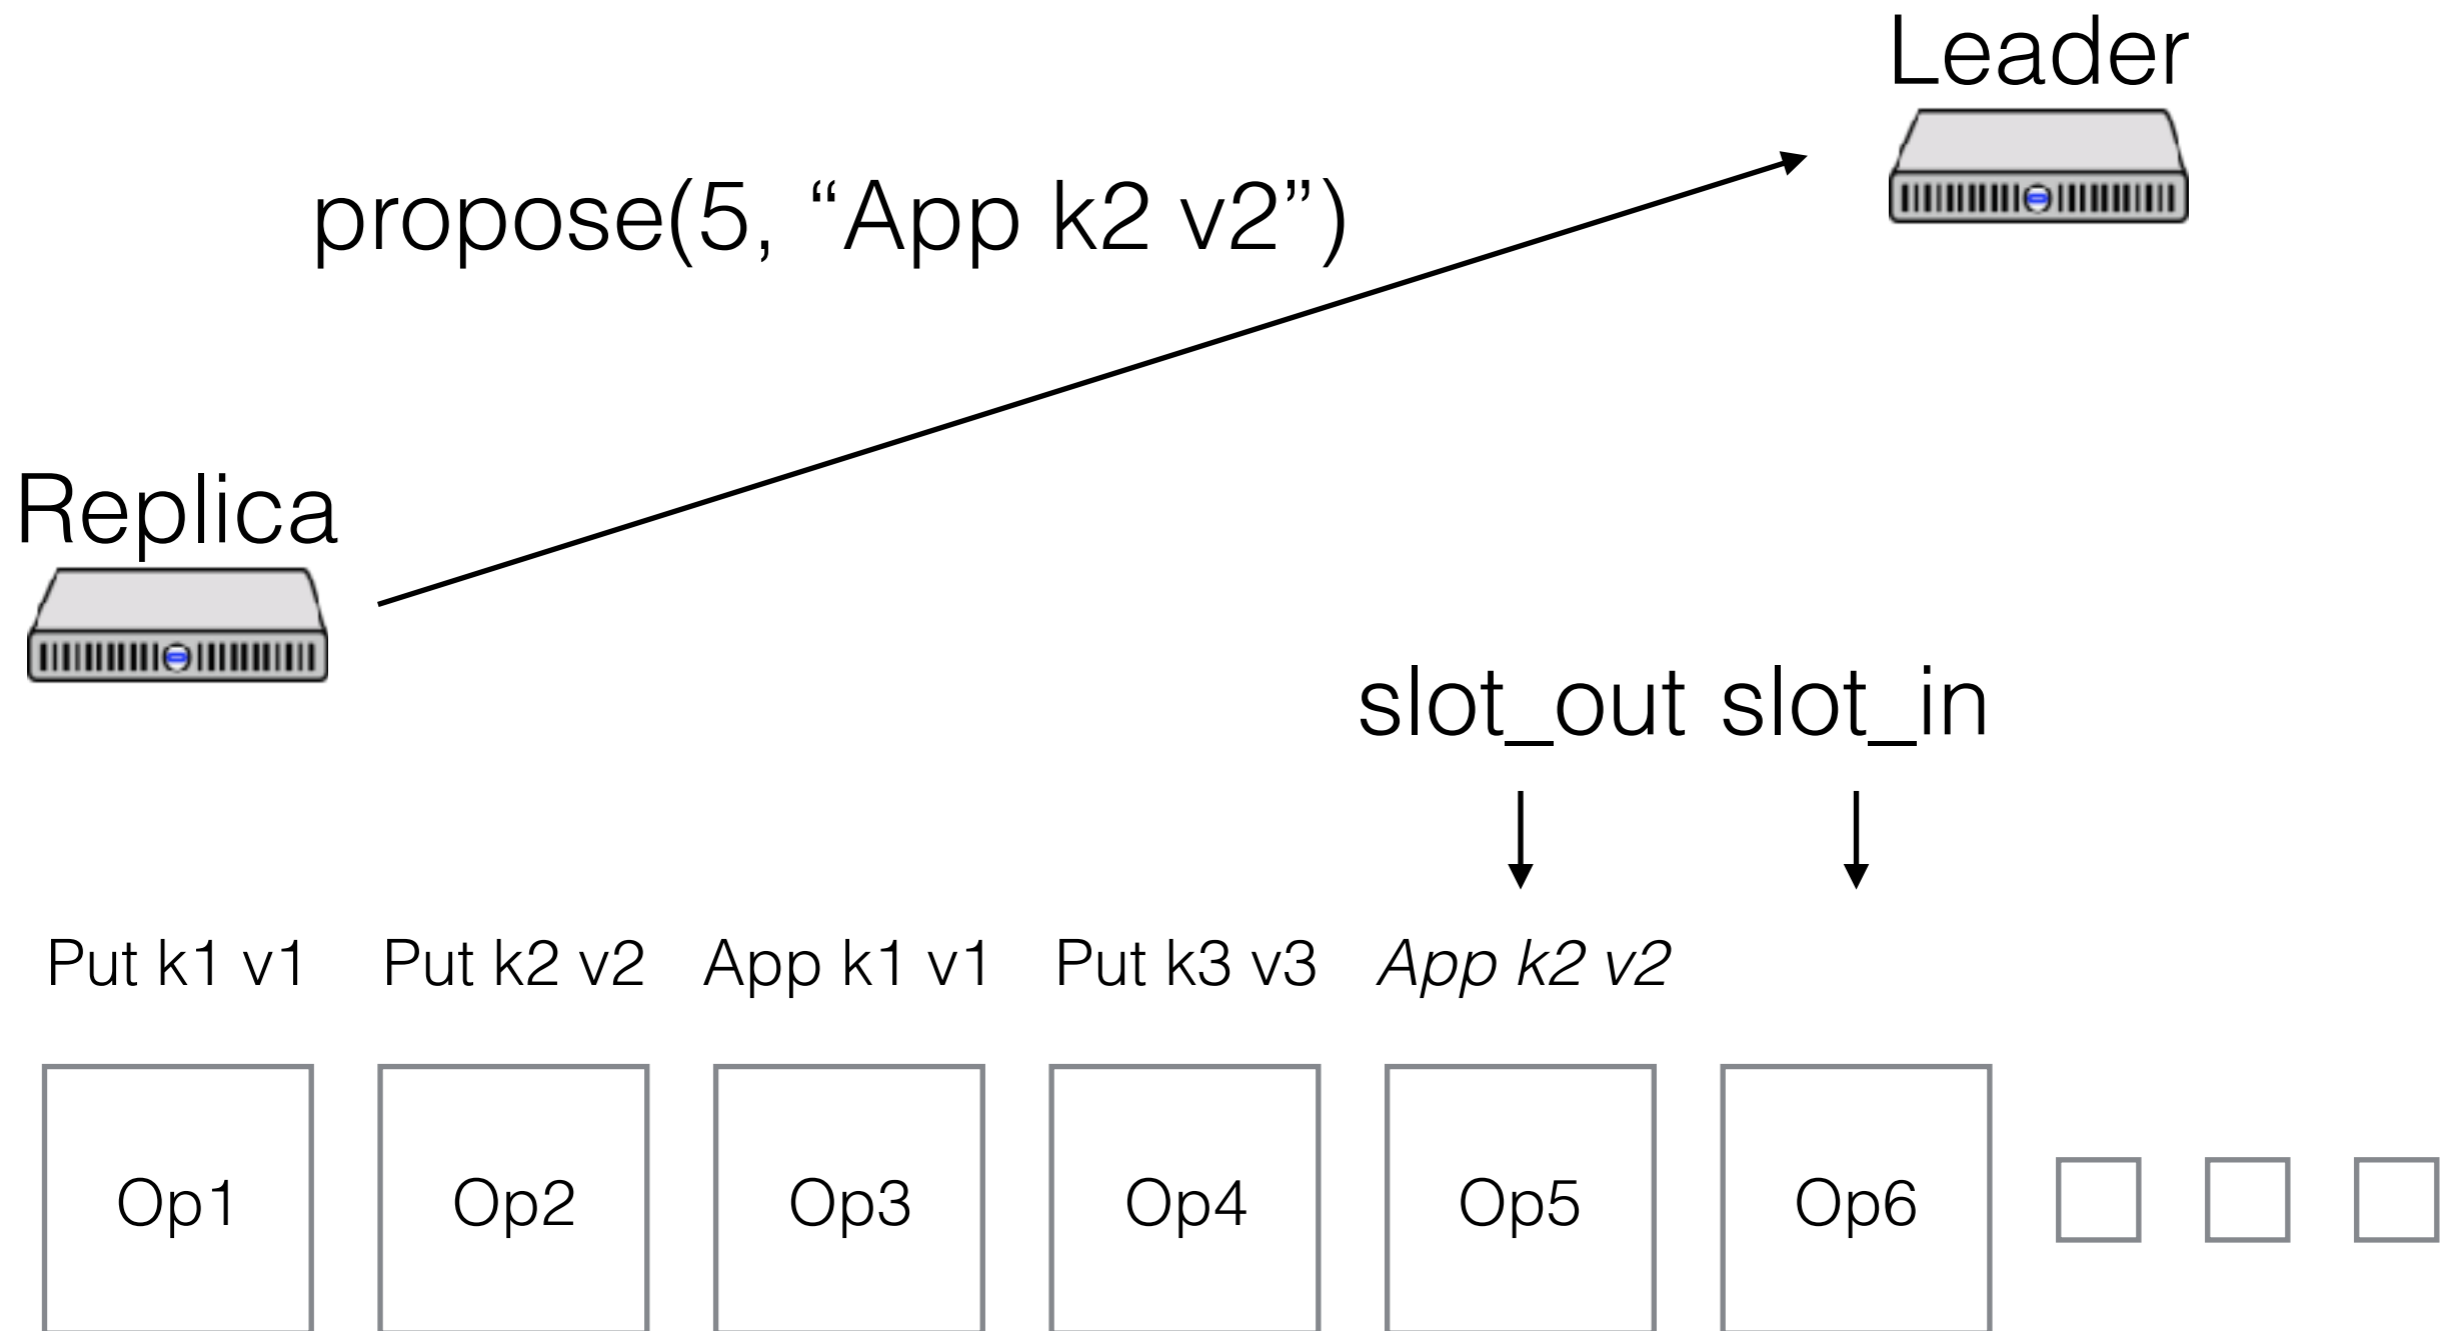 Leader
propose(5, “App k2 v2”)
Replica
slot_out slot_in
Put k1 v1 Put k2 v2 App k1 v1 Put k3 v3 App k2 v2
Op1 Op2 Op3 Op4 Op5 Op6